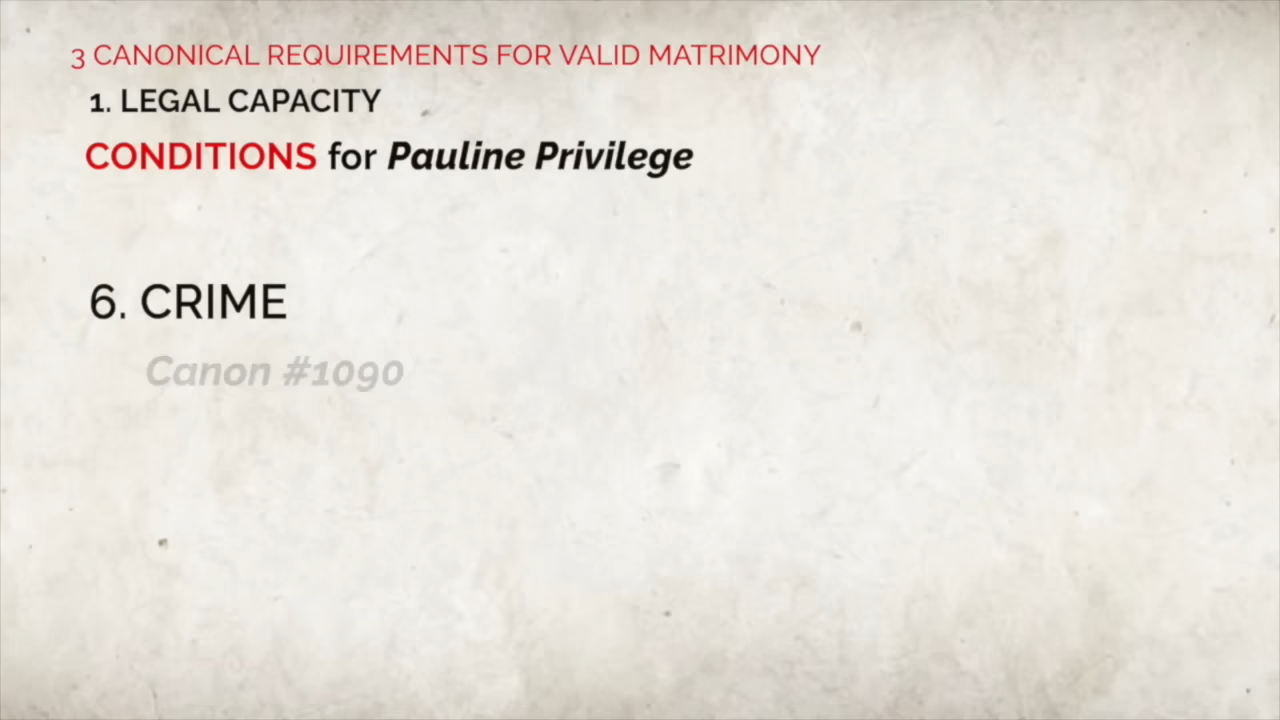 3 CANONICAL REQUIREMENTS FOR VALID MATRIMONY
1. LEGAL CAPACITY
CONDITIONS for Pauline Privilege
6. CRIME
Canon #1090